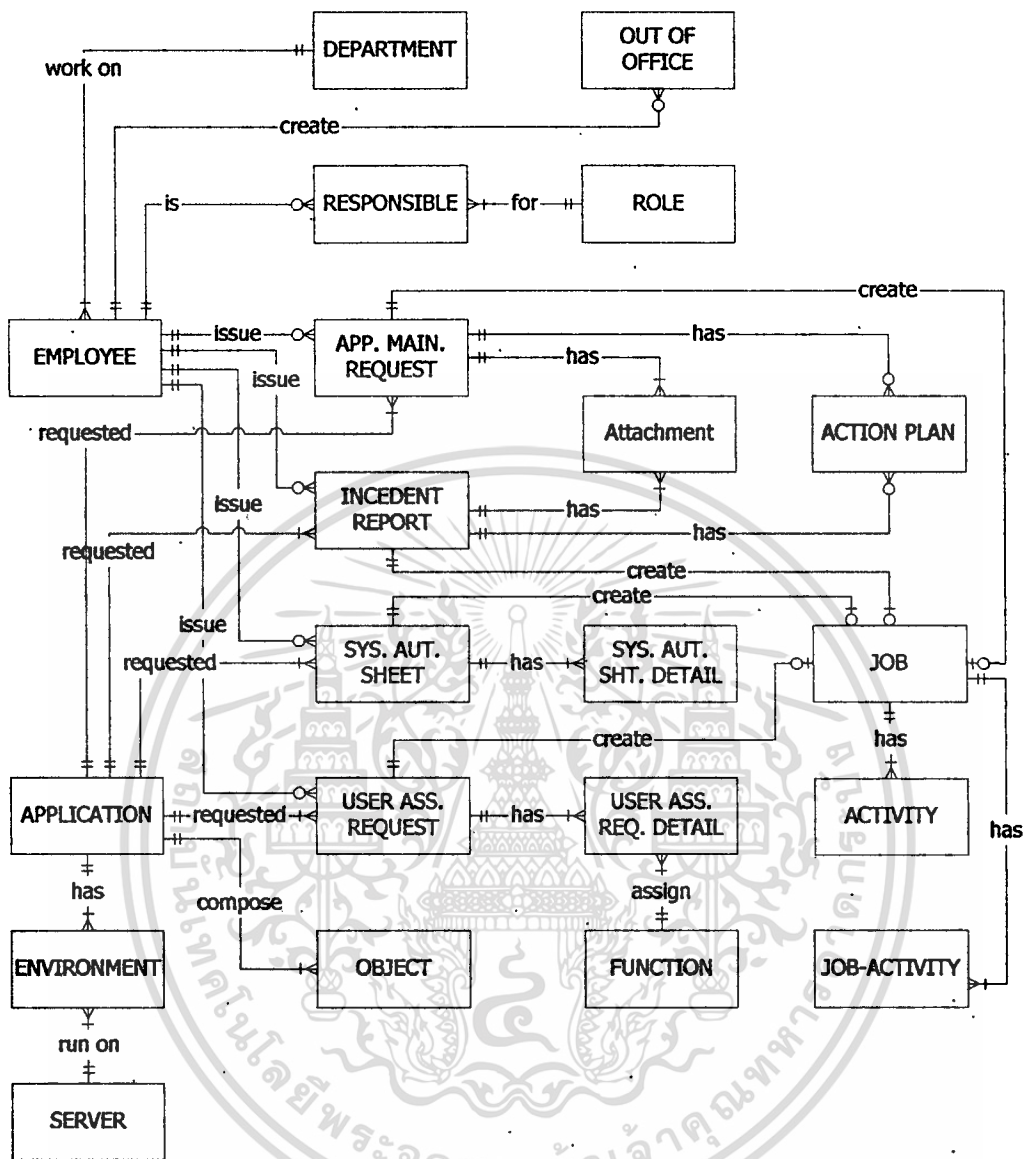 DEPARTMENT
OUT OF
OFFICE
work on
create
is
RESPONSIBLE
for
ROLE
create
EMPLOYEE
issue
APP. MAIN.
REQUEST
has
has
issue
requested
Attachment
ACTION PLAN
INCEDENT
REPORT
issue
has
has
requested
create
create
issue
requested
SYS. AUT.
SHEET
has
SYS. AUT.
SHT. DETAIL
JOB
create
has
APPLICATION
requested
USER ASS.
REQUEST
has
USER ASS.
REQ. DETAIL
ACTIVITY
has
has
compose
assign
ENVIRONMENT
OBJECT
FUNCTION
JOB-ACTIVITY
run on
SERVER